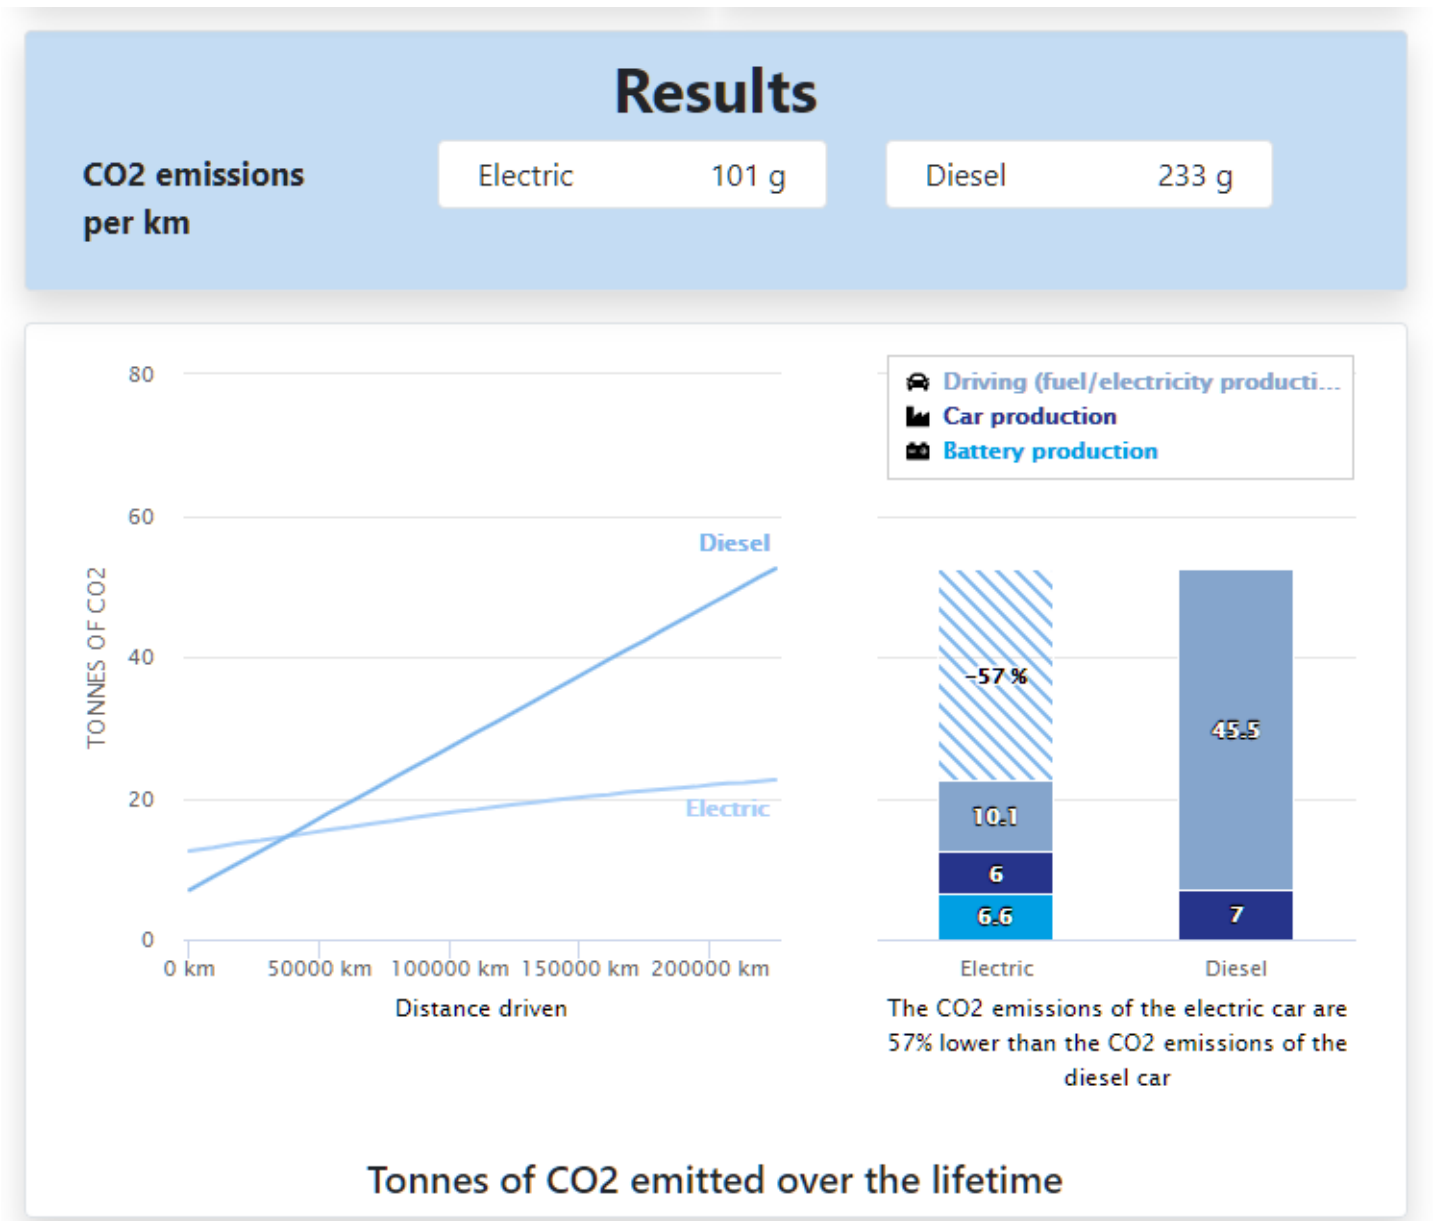 Results
CO2 emissions
per km
Electric 101 g
Diesel 233 g
80
60
40
20
0
TONNES OF CO2
Diesel
Electric
0 km 50000 km 100000 km 150000 km 200000 km
Distance driven
Driving (fuel/electricity producti...
Car production
Battery production
-57 %
10.1
6
6.6
45.5
7
Electric Diesel
The CO2 emissions of the electric car are
57% lower than the CO2 emissions of the
diesel car
Tonnes of CO2 emitted over the lifetime